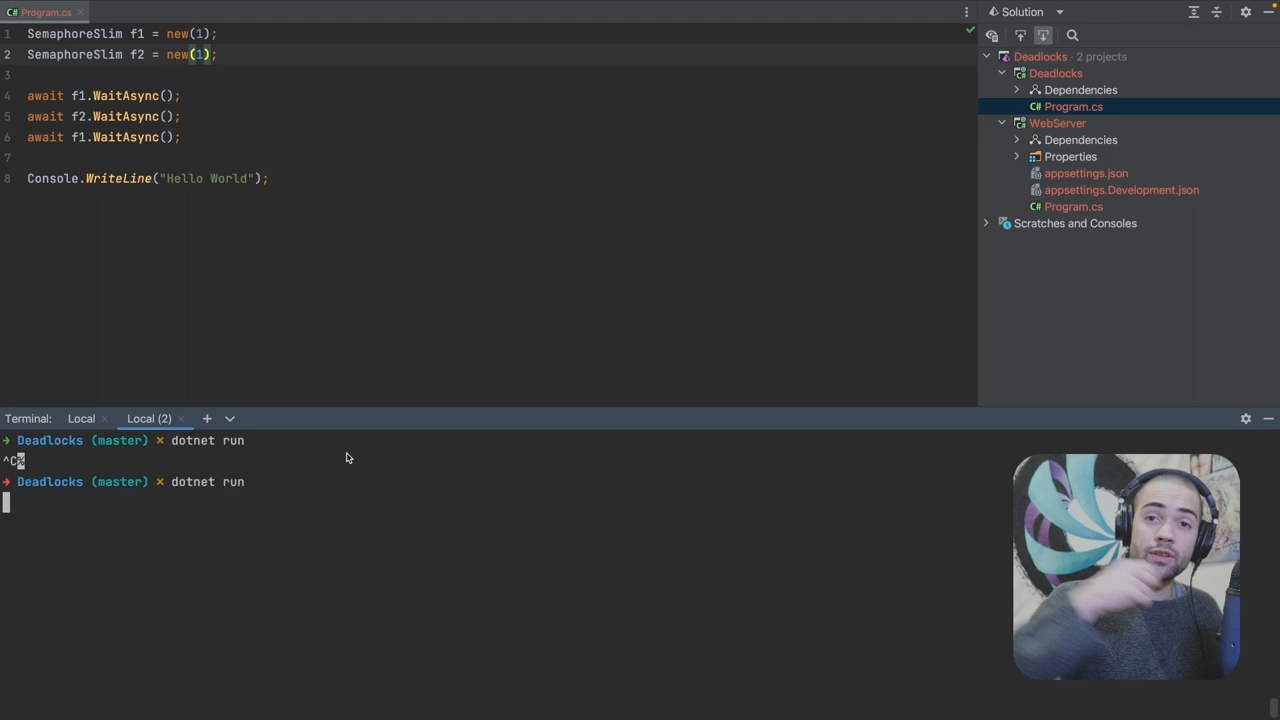 Program.cs
1 SemaphoreSlim f1 = new(1);
2 SemaphoreSlim f2 = new(1);
3
4 await f1.WaitAsync();
5 await f2.WaitAsync();
6 await f1.WaitAsync();
7
8 Console.WriteLine("Hello World");
Solution
Deadlocks · 2 projects
Deadlocks
Dependencies
C# Program.cs
WebServer
Dependencies
Properties
appsettings.json
appsettings.Development.json
C# Program.cs
Scratches and Consoles
Terminal: Local Local (2)
Deadlocks (master) × dotnet run
^C%
Deadlocks (master) × dotnet run